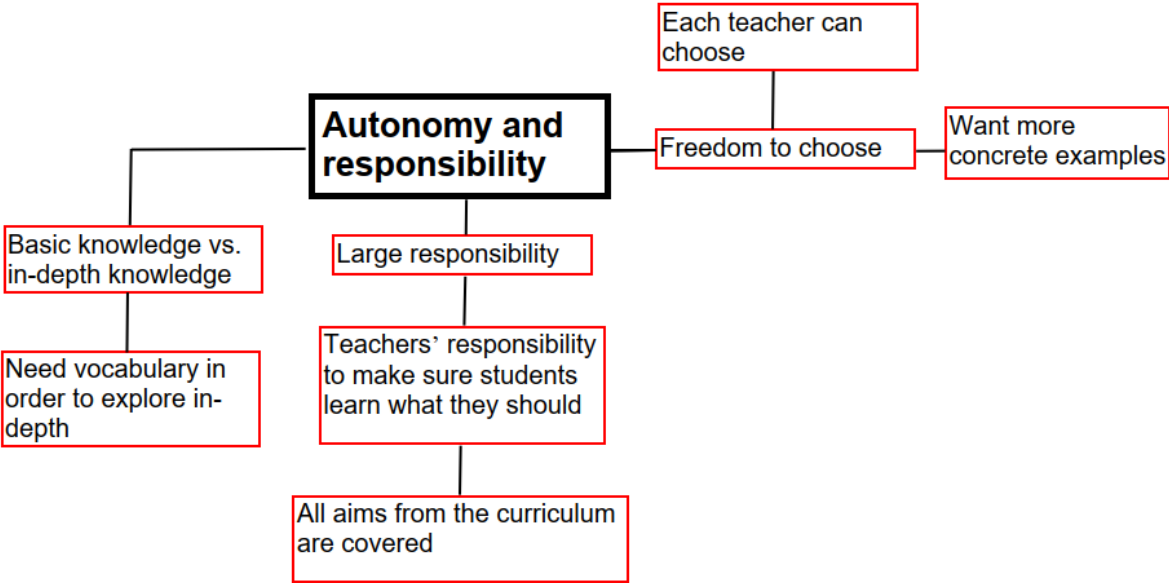 Each teacher can
choose
Autonomy and
responsibility
Freedom to choose
Want more
concrete examples
Basic knowledge vs.
in-depth knowledge
Large responsibility
Need vocabulary in
order to explore in-
depth
Teachers’ responsibility
to make sure students
learn what they should
All aims from the curriculum
are covered